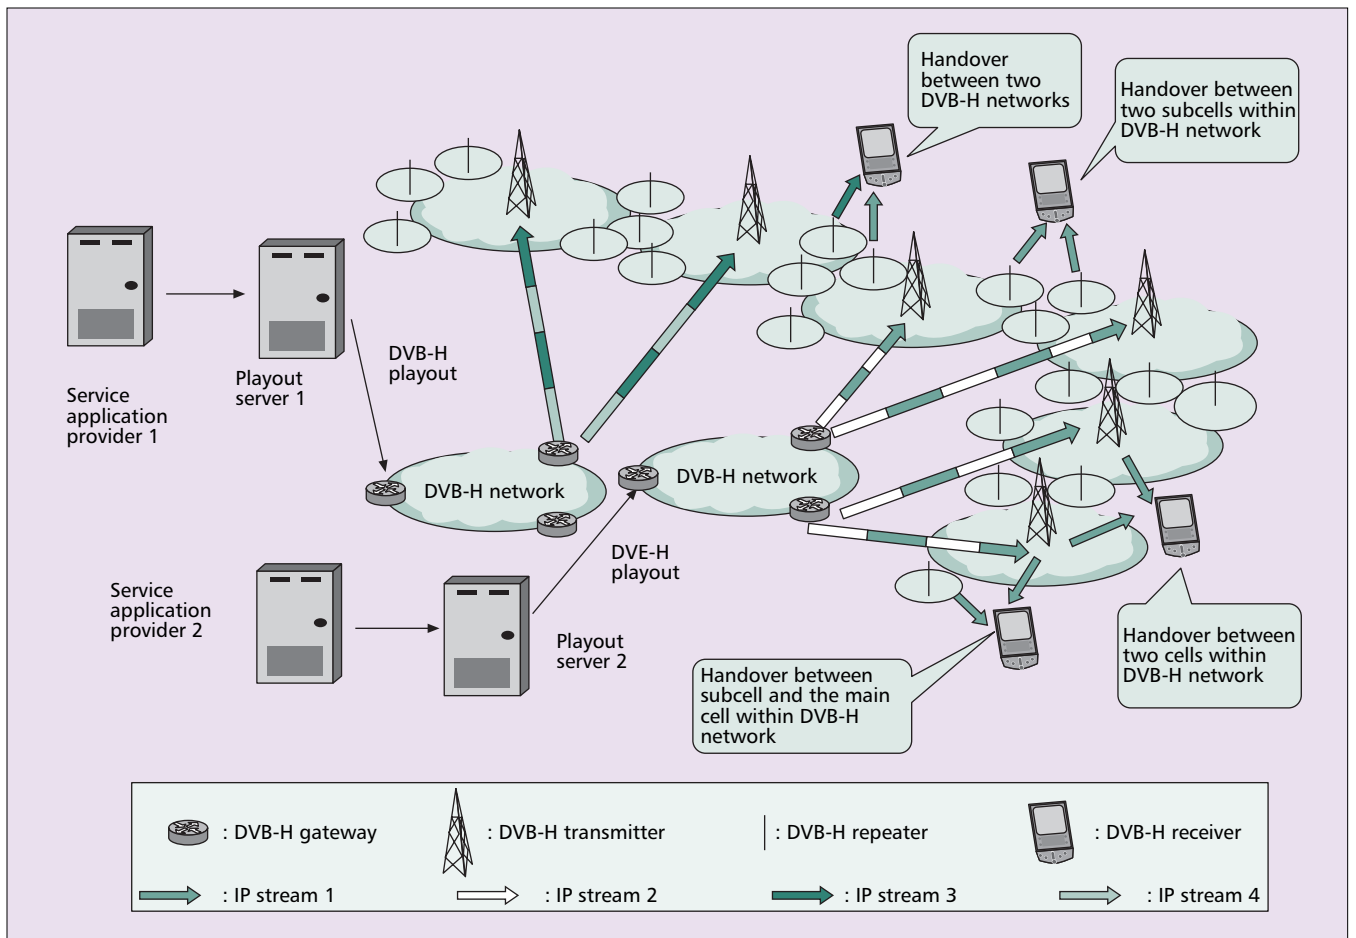 Handover
between two
DVB-H networks
Handover between
two subcells within
DVB-H network
DVB-H
playout
Playout
server 1
Service
application
provider 1
DVB-H network
DVB-H network
DVE-H
playout
Service
application
provider 2
Playout
server 2
Handover between
two cells within
DVB-H network
Handover between
subcell and the main
cell within DVB-H
network
: DVB-H gateway
: DVB-H transmitter
: DVB-H repeater
: DVB-H receiver
: IP stream 1
: IP stream 2
: IP stream 3
: IP stream 4